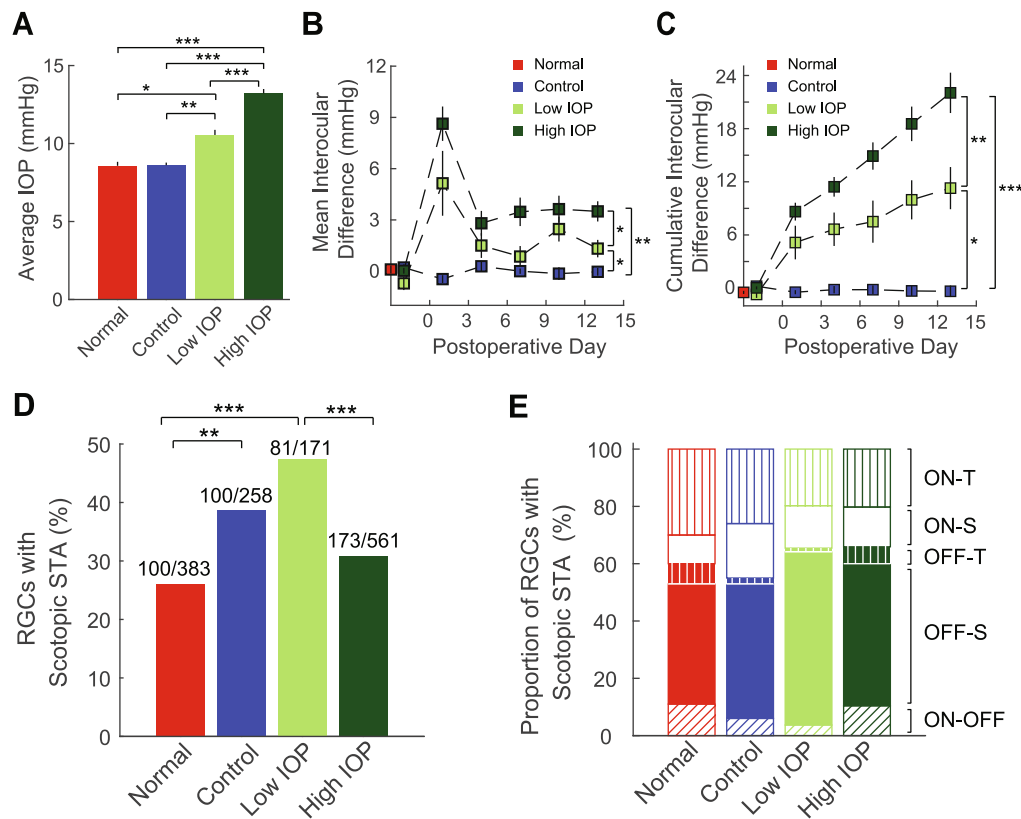 A
***
***
***
*
**
Average IOP (mmHg)
15
10
5
0
Normal
Control
Low IOP
High IOP
B
Mean Interocular
Difference (mmHg)
12
9
6
3
0
Normal
Control
Low IOP
High IOP
*
*
**
0 3 6 9 12 15
Postoperative Day
C
Cumulative Interocular
Difference (mmHg)
24
18
12
6
0
Normal
Control
Low IOP
High IOP
**
*
***
0 3 6 9 12 15
Postoperative Day
D
***
***
**
RGCs with
Scotopic STA (%)
50
40
30
20
10
0
100/383
100/258
81/171
173/561
Normal
Control
Low IOP
High IOP
E
Proportion of RGCs with
Scotopic STA (%)
100
80
60
40
20
0
ON-T
ON-S
OFF-T
OFF-S
ON-OFF
Normal
Control
Low IOP
High IOP